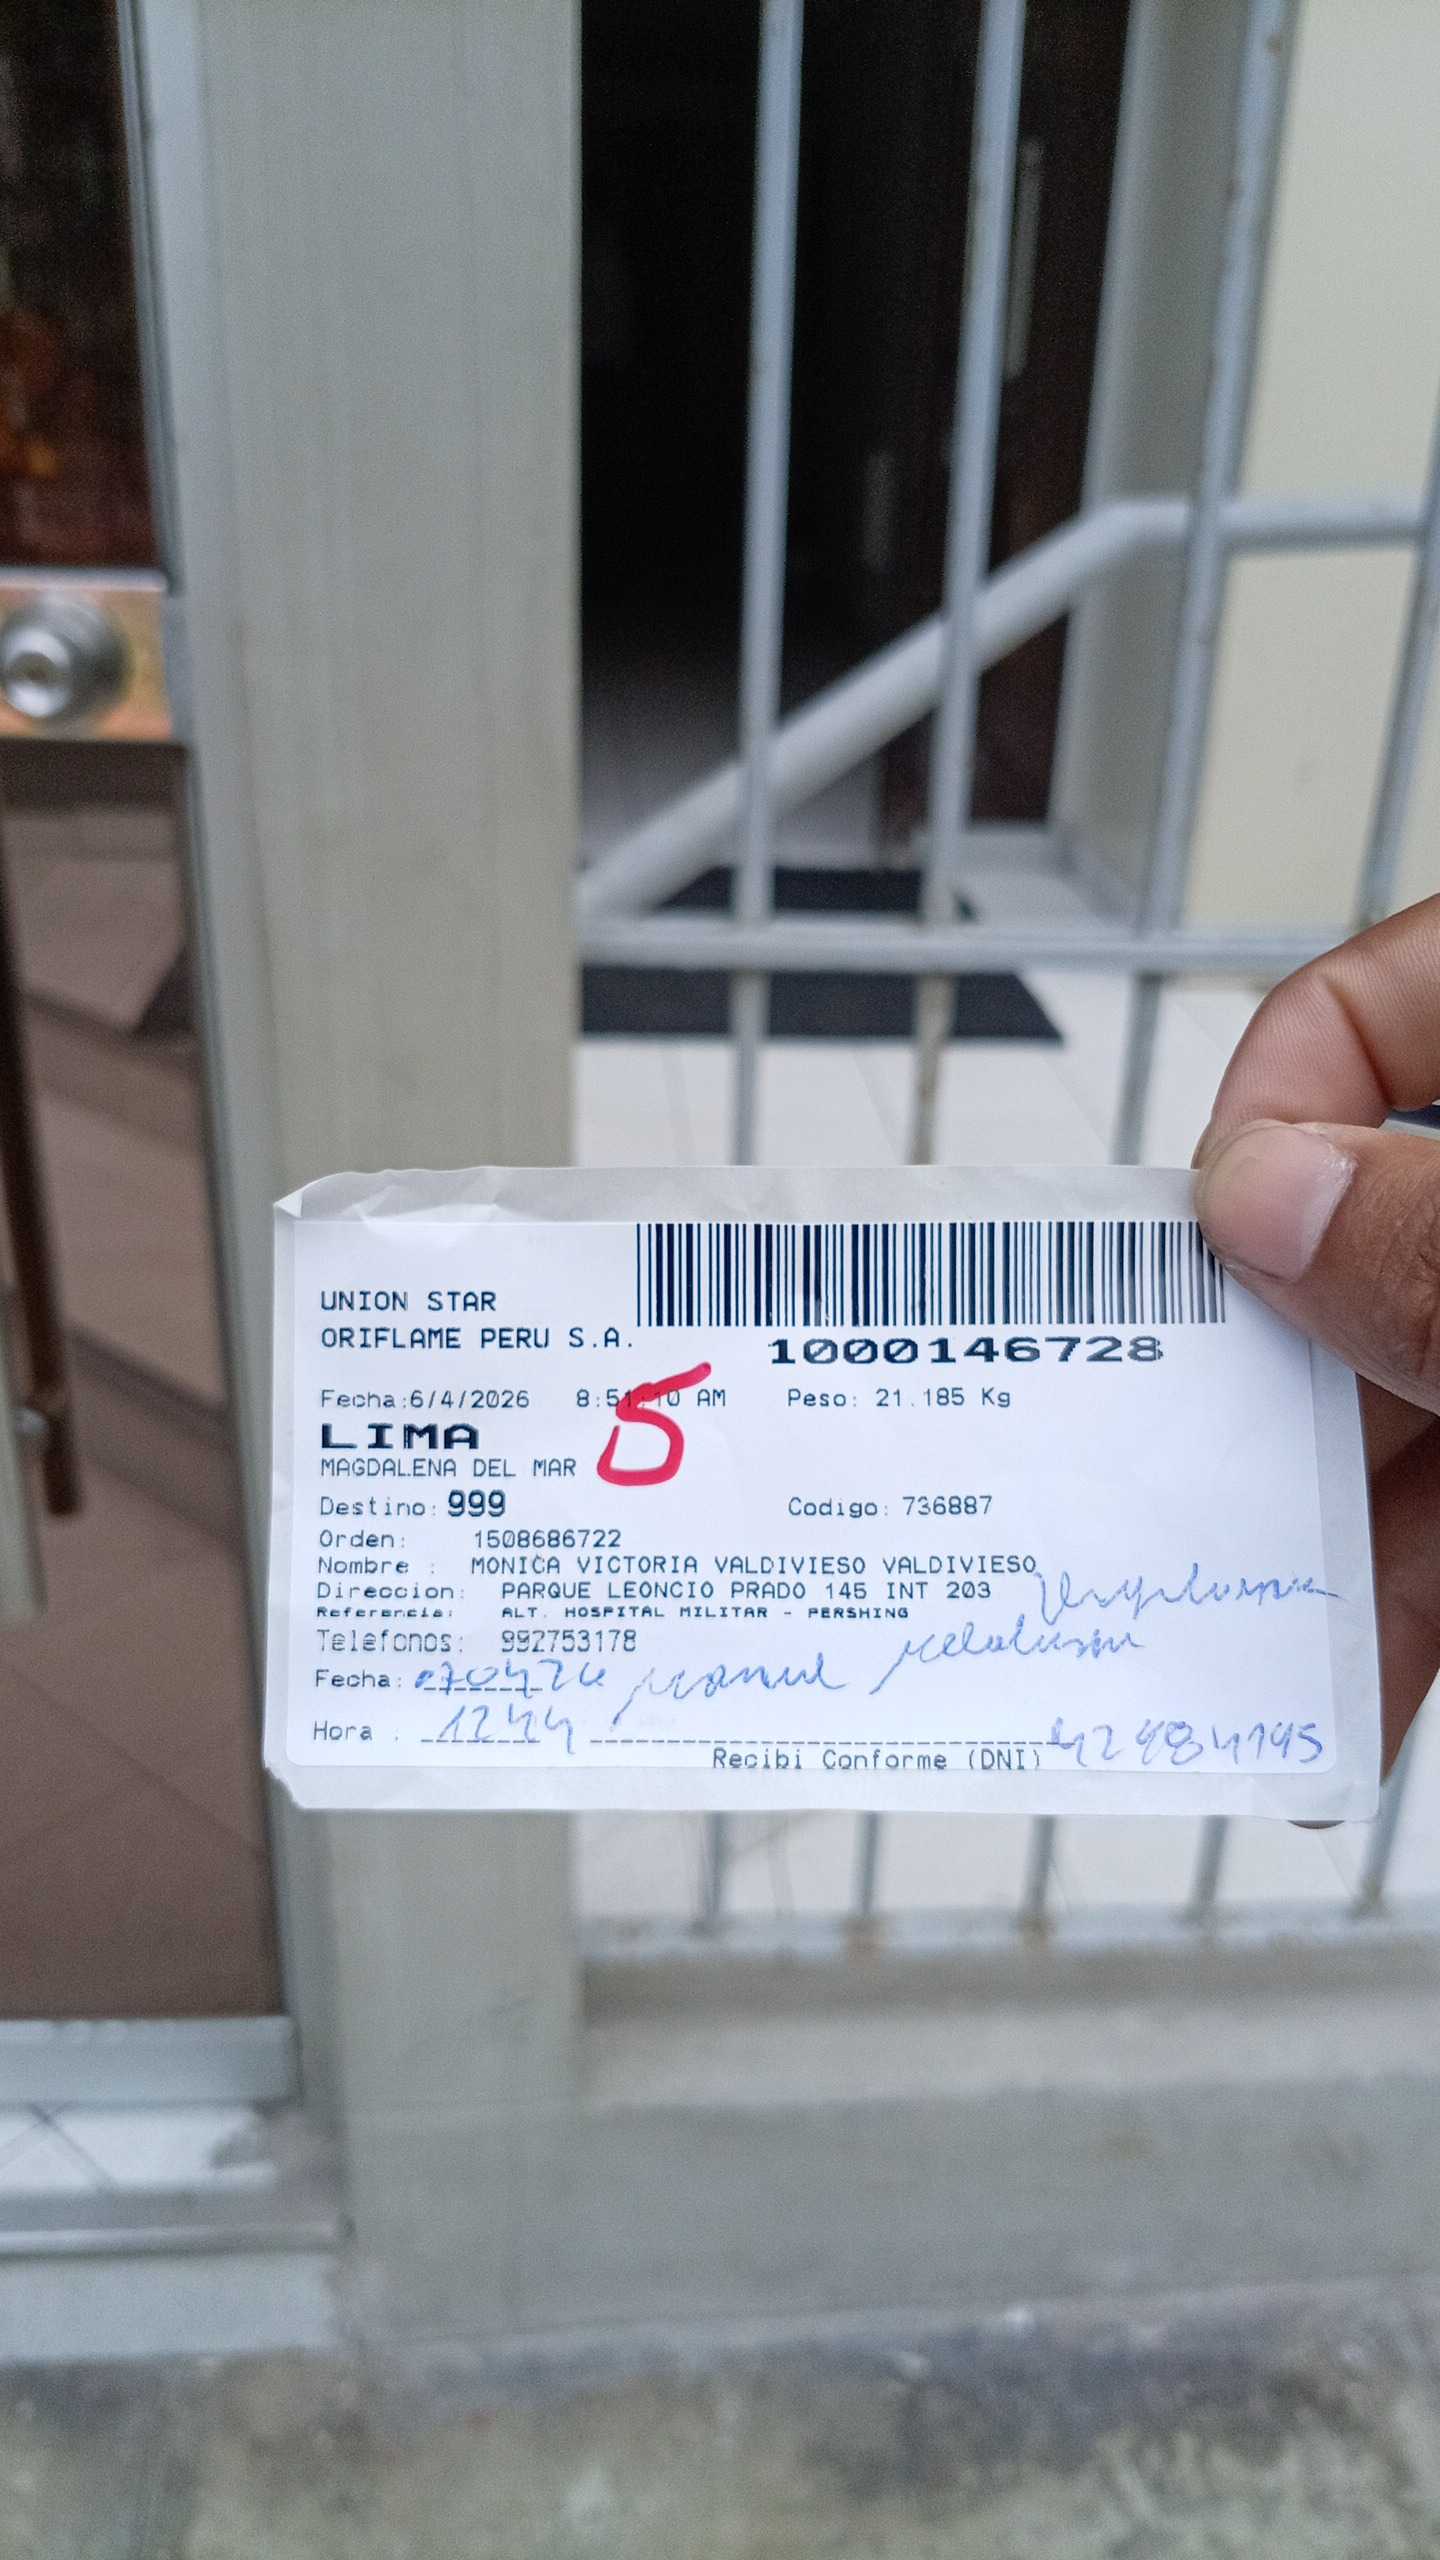 UNION STAR
ORIFLAME PERU S.A.
1000146728
Fecha:6/4/2026 8:51:10 AM Peso: 21.185 Kg
5
LIMA
MAGDALENA DEL MAR
Destino: 999 Codigo: 736887
Orden: 1508686722
Nombre : MONICA VICTORIA VALDIVIESO VALDIVIESO
Direccion: PARQUE LEONCIO PRADO 145 INT 203
Referencia: ALT. HOSPITAL MILITAR - PERSHING
Telefonos: 992753178
Fecha: 070426
Hora : 1244
Recibi Conforme (DNI)